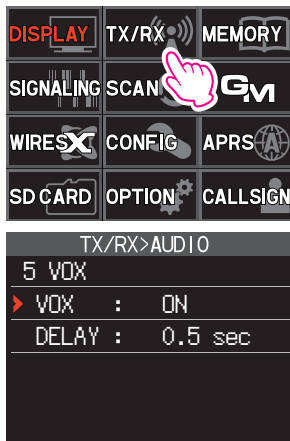 DISPLAY TX/RX MEMORY
SIGNALING SCAN GM
WIRES X CONFIG APRS
SD CARD OPTION CALLSIGN
TX/RX>AUDIO
5 VOX
VOX : ON
DELAY : 0.5 sec